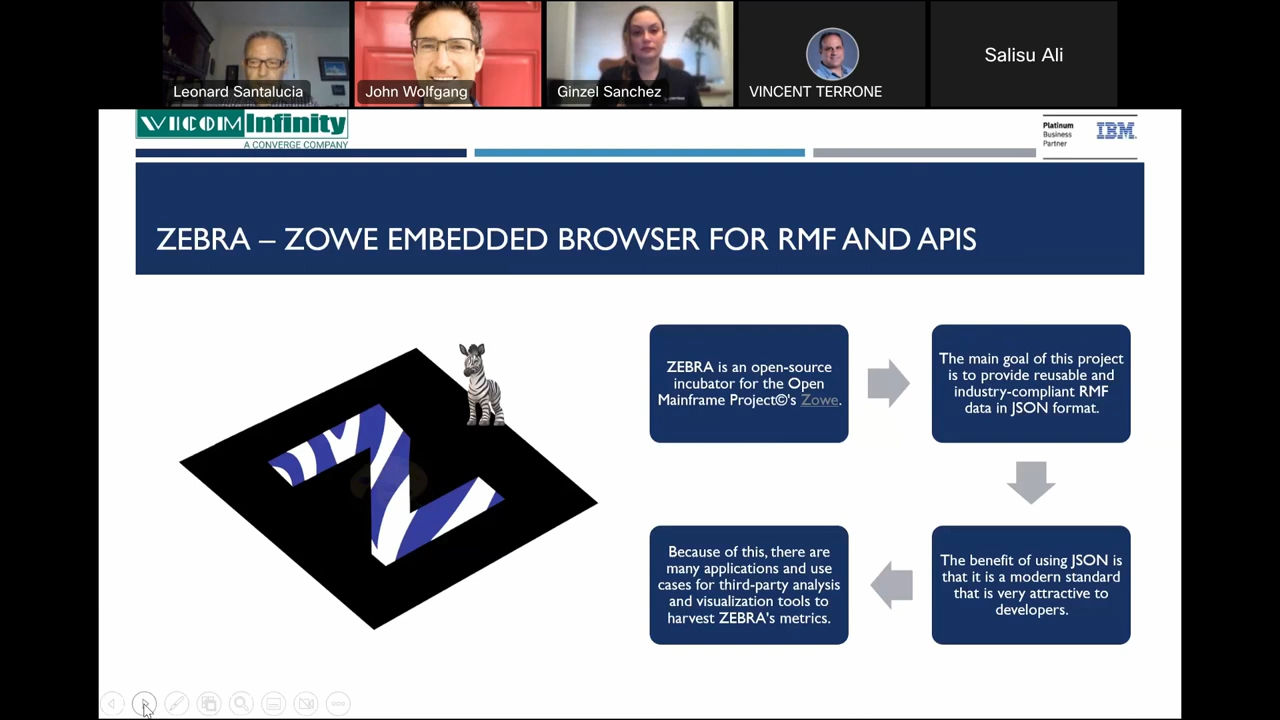 Leonard Santalucia
John Wolfgang
Ginzel Sanchez
VINCENT TERRONE
Salisu Ali
VICOM Infinity
A CONVERGE COMPANY
Platinum
Business
Partner
IBM
ZEBRA – ZOWE EMBEDDED BROWSER FOR RMF AND APIS
ZEBRA is an open-source
incubator for the Open
Mainframe Project©'s Zowe.
The main goal of this project
is to provide reusable and
industry-compliant RMF
data in JSON format.
The benefit of using JSON is
that it is a modern standard
that is very attractive to
developers.
Because of this, there are
many applications and use
cases for third-party analysis
and visualization tools to
harvest ZEBRA's metrics.
Z